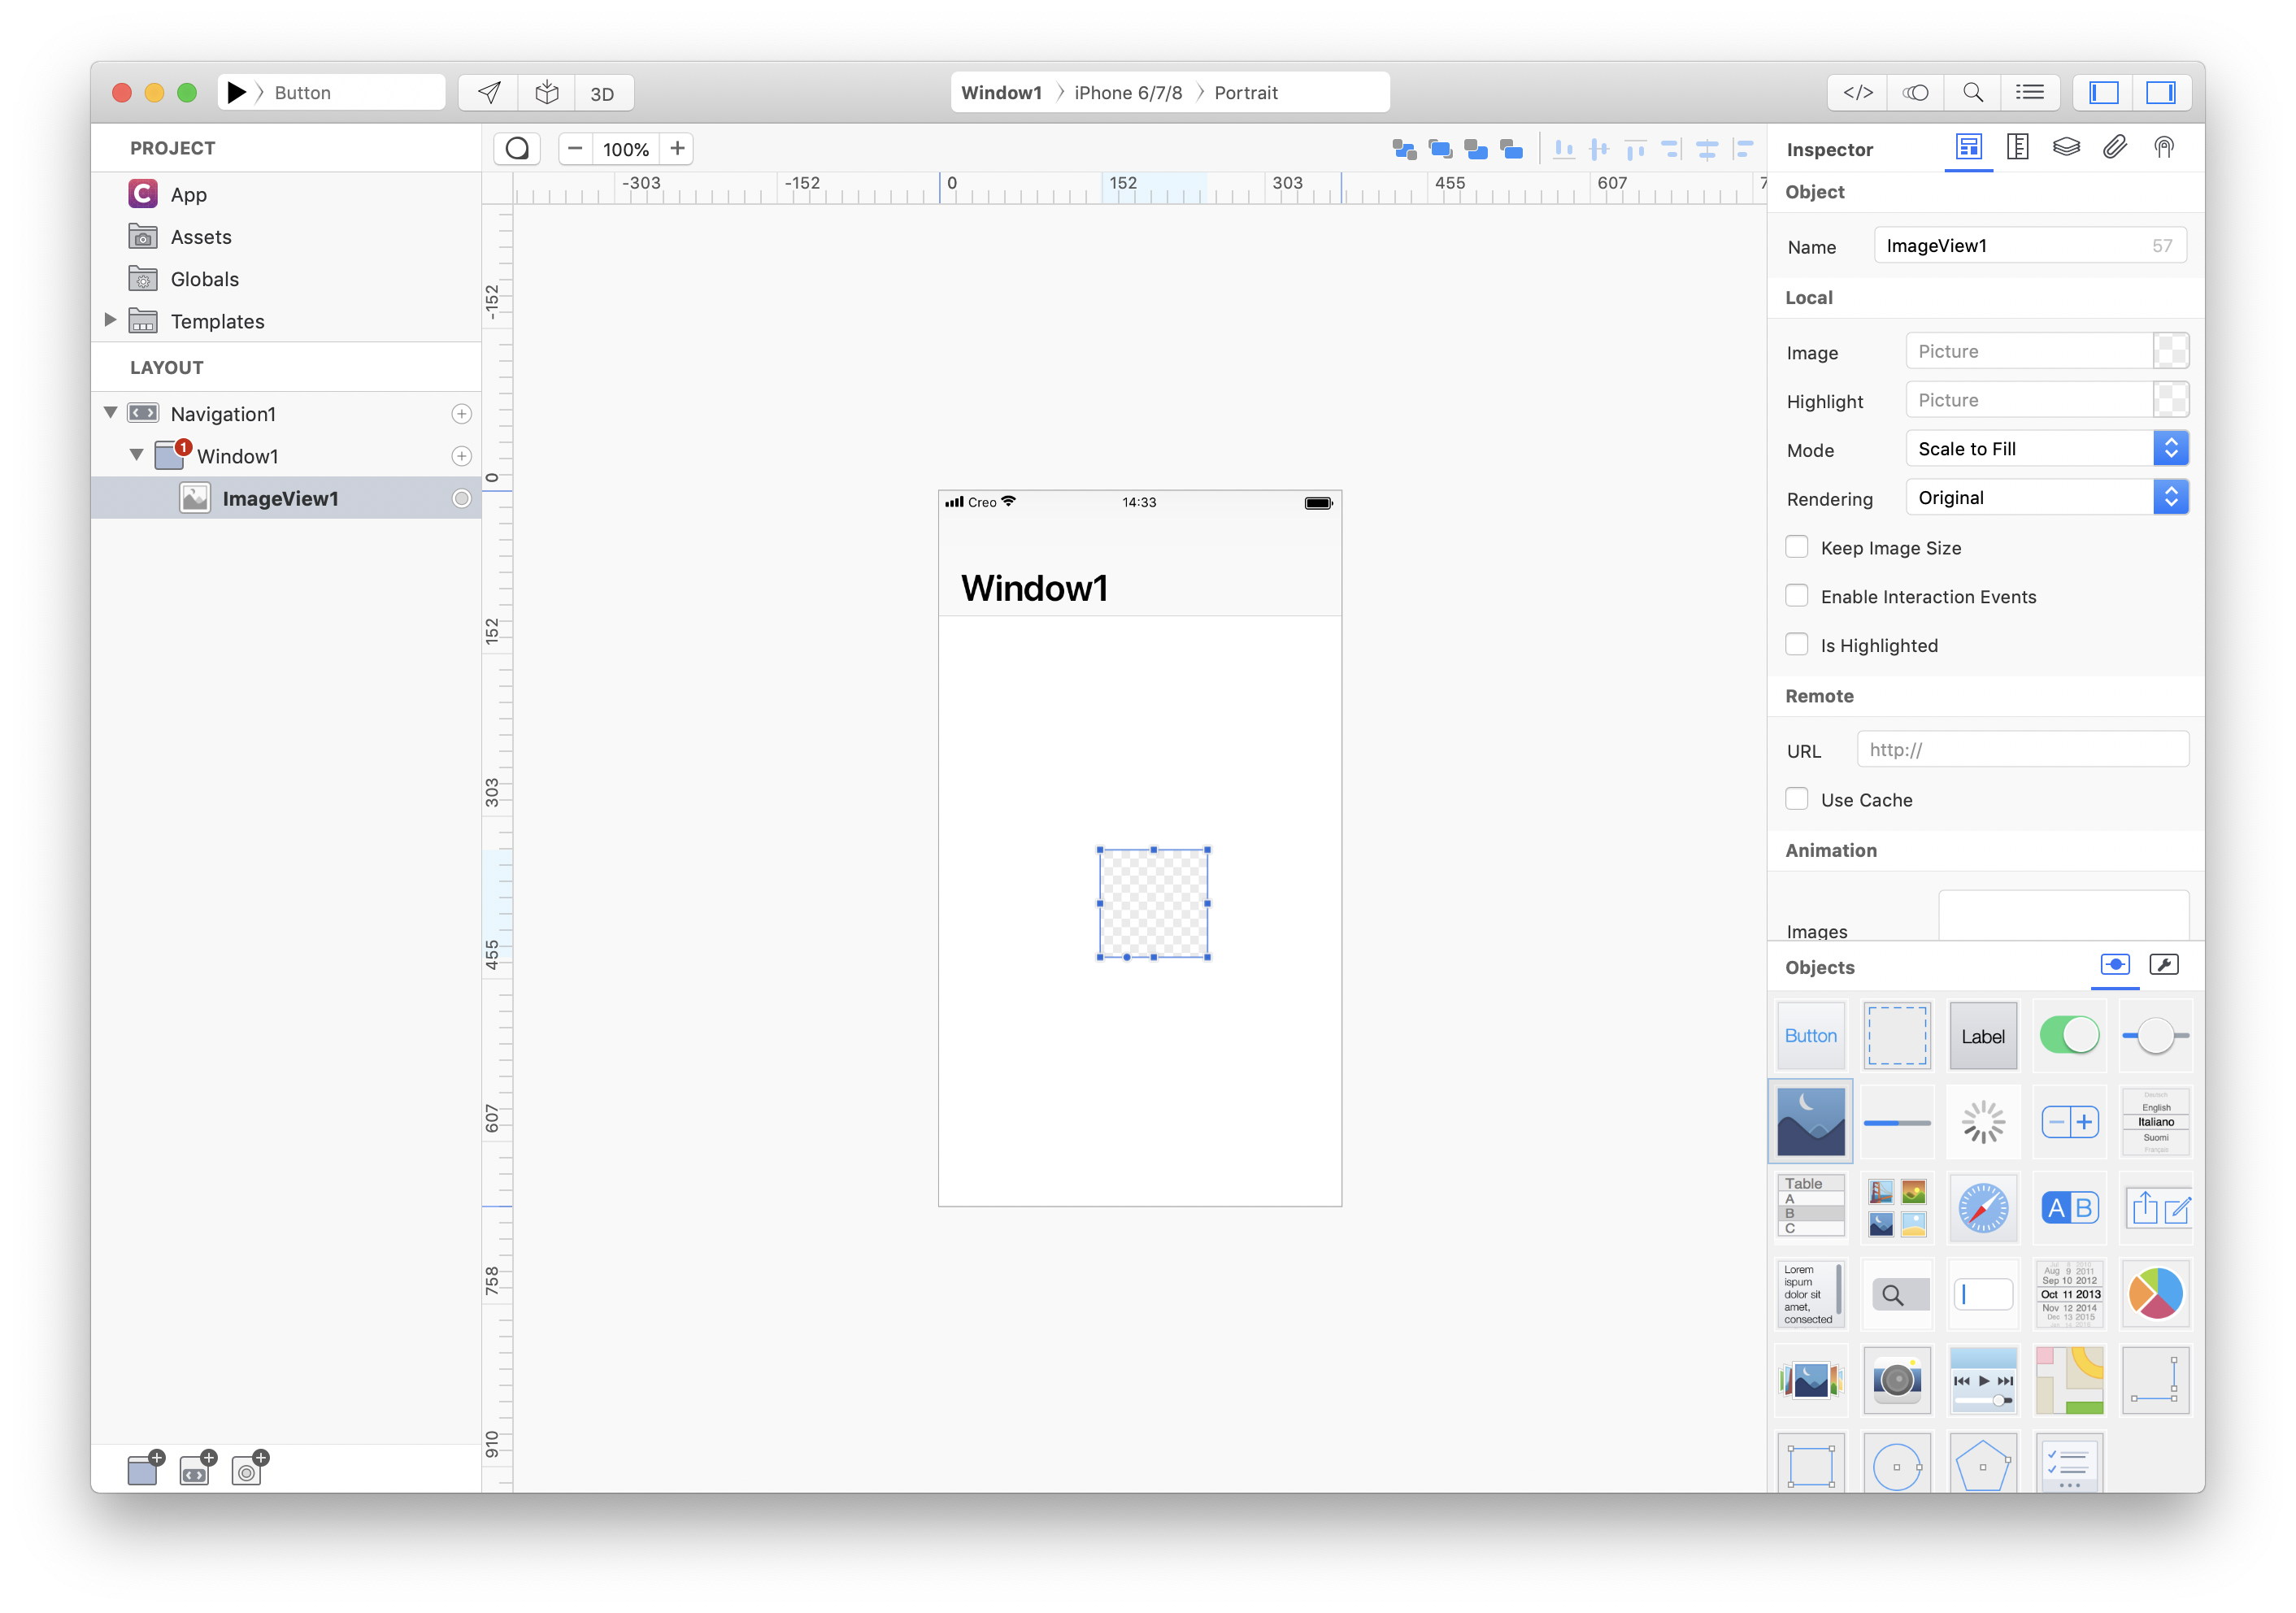 Button
3D
Window1 〉 iPhone 6/7/8 〉 Portrait
</>
PROJECT
App
Assets
Globals
Templates
LAYOUT
Navigation1
1
Window1
ImageView1
100%
-303 -152 0 152 303 455 607 7
-152
0
152
303
455
607
758
910
Creo 14:33
Window1
Inspector
Object
Name ImageView1 57
Local
Image Picture
Highlight Picture
Mode Scale to Fill
Rendering Original
Keep Image Size
Enable Interaction Events
Is Highlighted
Remote
URL http://
Use Cache
Animation
Images
Objects
Button
Label
Deutsch
English
Italiano
Suomi
Français
Table
A
B
C
A B
Lorem
ispum
dolor sit
amet,
consected
Aug 9 2011
Sep 10 2012
Oct 11 2013
Nov 12 2014
Dec 13 2015